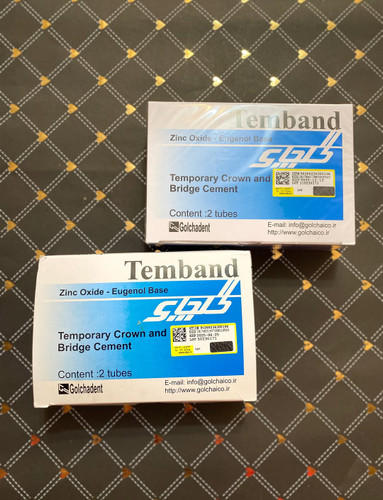 Temband
Zinc Oxide - Eugenol Base
گلچای
Temporary Crown and
Bridge Cement
Content :2 tubes
Golchadent
E-mail: info@golchaico.ir
http://www.golchaico.ir
Temband
Zinc Oxide - Eugenol Base
گلچای
Temporary Crown and
Bridge Cement
Content :2 tubes
Golchadent
E-mail: info@golchaico.ir
http://www.golchaico.ir